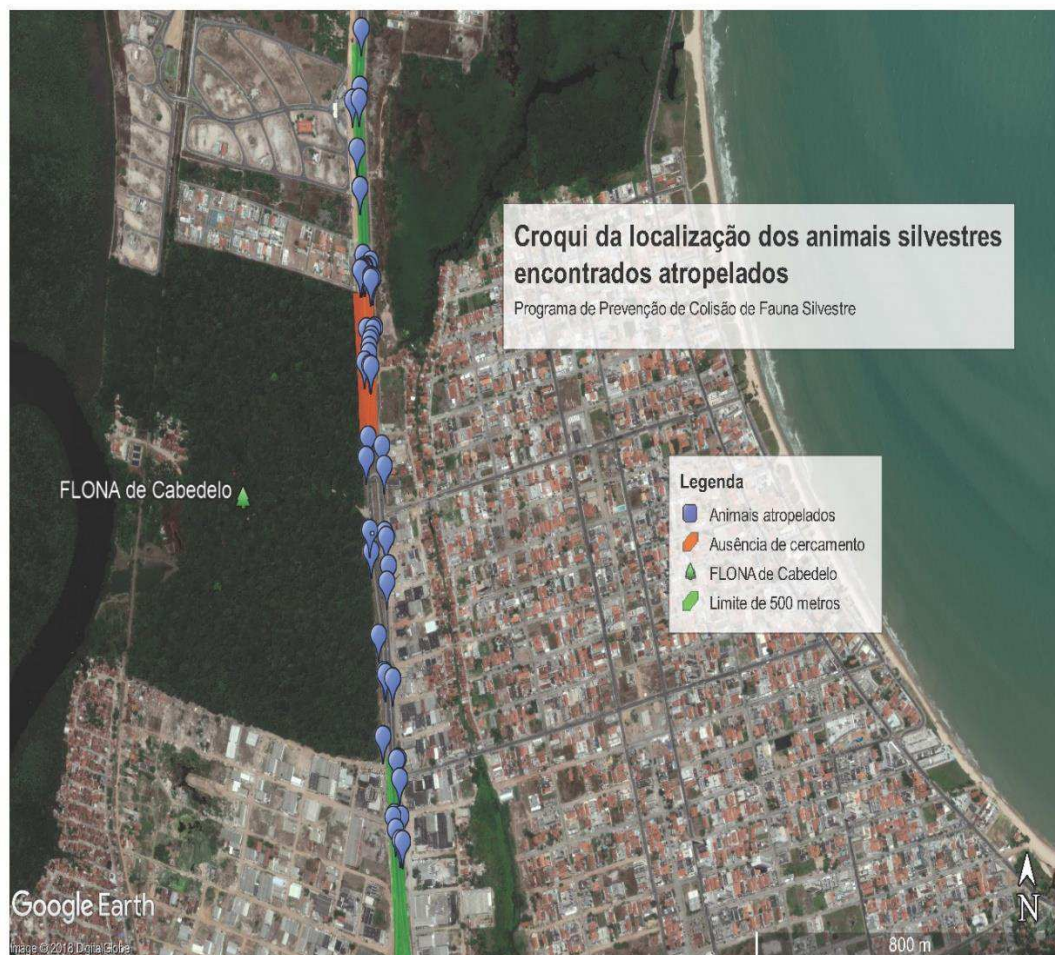 Croqui da localização dos animais silvestres
encontrados atropelados
Programa de Prevenção de Colisão de Fauna Silvestre
FLONA de Cabedelo
Legenda
Animais atropelados
Ausência de cercamento
FLONA de Cabedelo
Limite de 500 metros
Google Earth
Image © 2018 DigitalGlobe
N
800 m